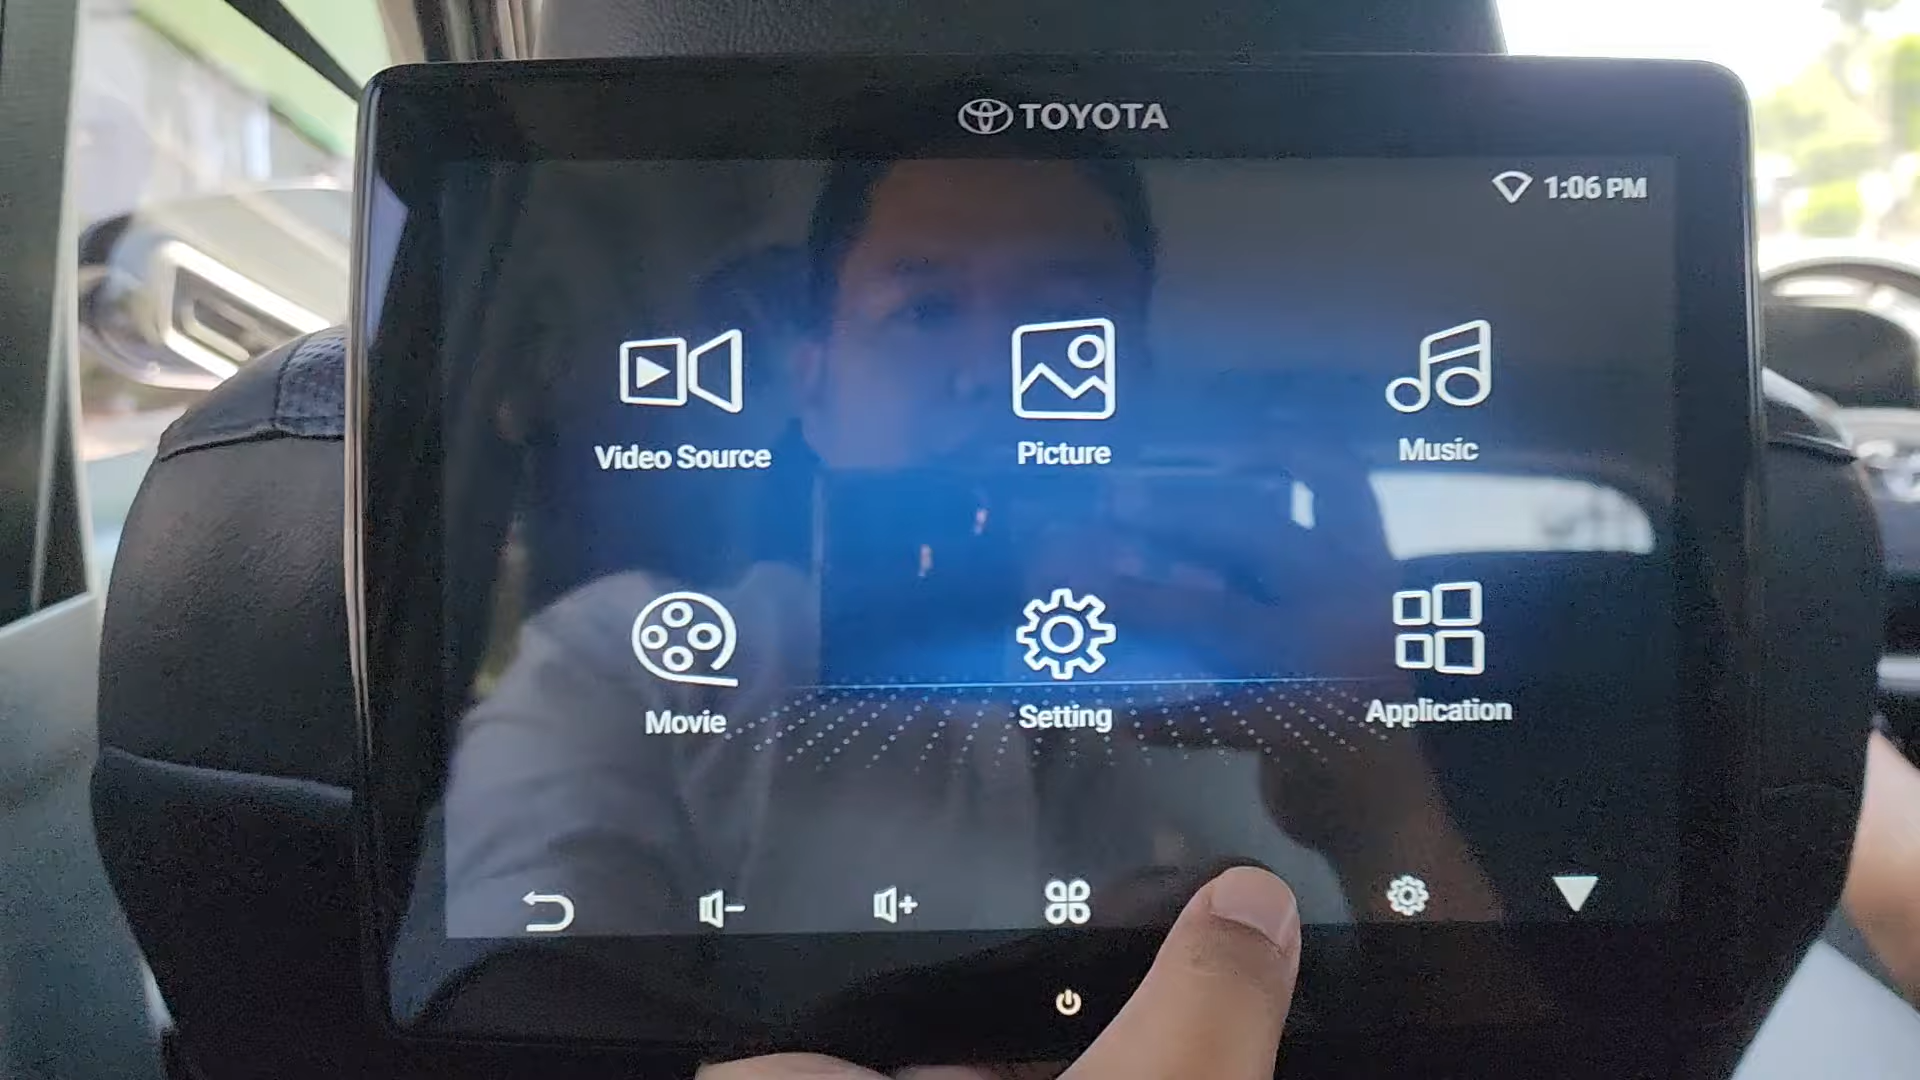 TOYOTA
1:06 PM
Video Source
Picture
Music
Movie
Setting
Application